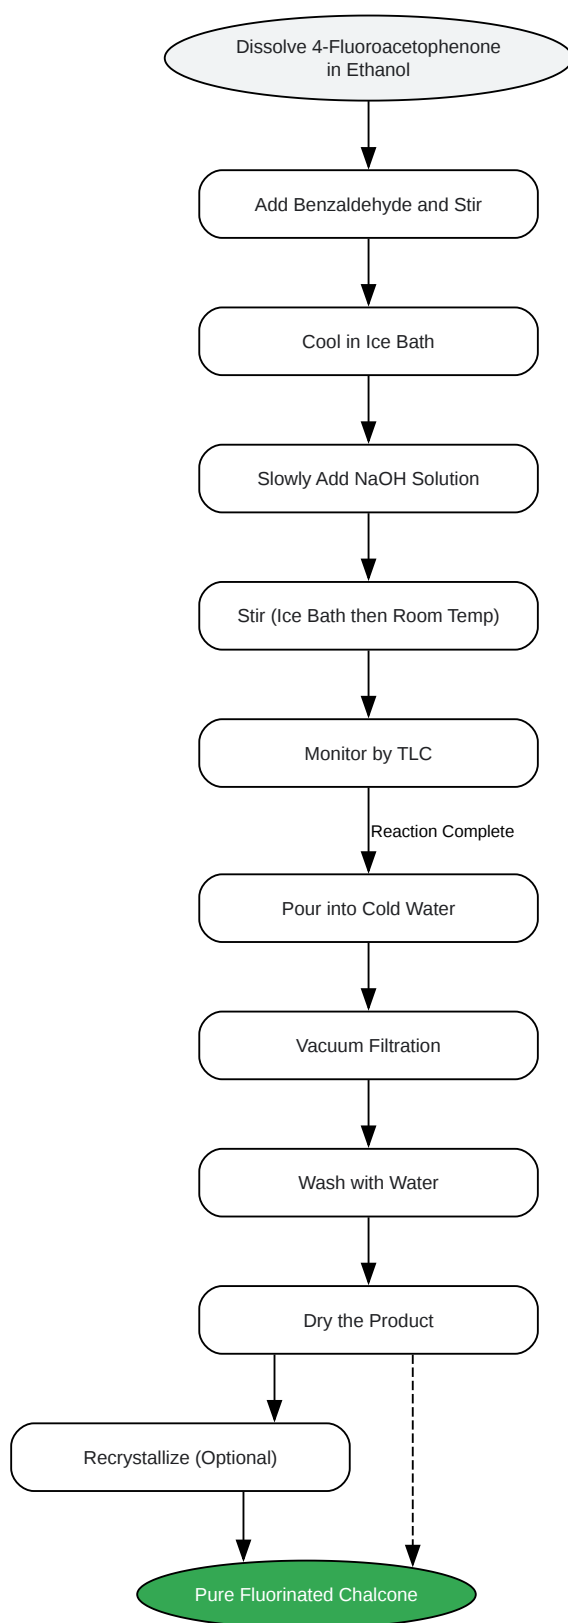 Dissolve 4-Fluoroacetophenone
in Ethanol
Add Benzaldehyde and Stir
Cool in Ice Bath
Slowly Add NaOH Solution
Stir (Ice Bath then Room Temp)
Monitor by TLC
Reaction Complete
Pour into Cold Water
Vacuum Filtration
Wash with Water
Dry the Product
Recrystallize (Optional)
Pure Fluorinated Chalcone